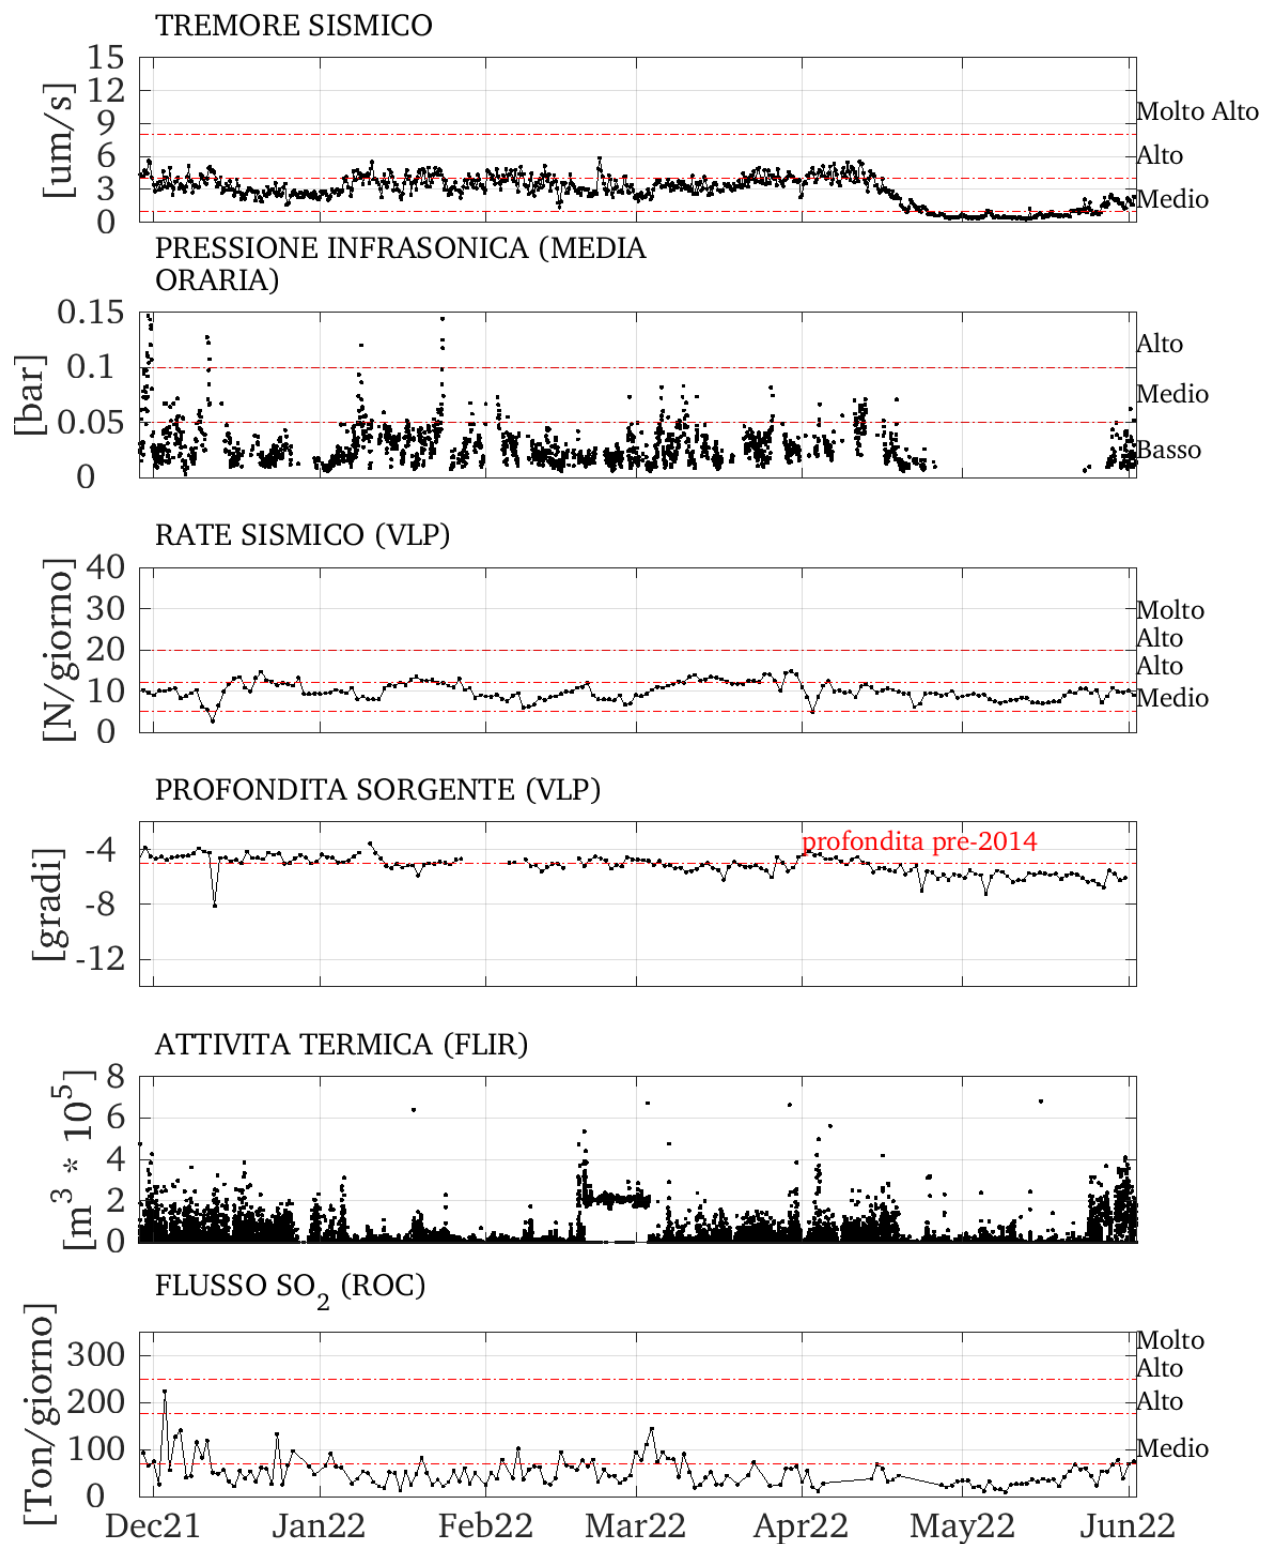 TREMORE SISMICO
[um/s]
15
12
9
6
3
0
Molto Alto
Alto
Medio
PRESSIONE INFRASONICA (MEDIA
ORARIA)
[bar]
0.15
0.1
0.05
0
Alto
Medio
Basso
RATE SISMICO (VLP)
[N/giorno]
40
30
20
10
0
Molto
Alto
Alto
Medio
PROFONDITA SORGENTE (VLP)
[gradi]
-4
-8
-12
profondita pre-2014
ATTIVITA TERMICA (FLIR)
[m³ * 10⁵]
8
6
4
2
0
FLUSSO SO₂ (ROC)
[Ton/giorno]
300
200
100
0
Molto
Alto
Alto
Medio
Dec21 Jan22 Feb22 Mar22 Apr22 May22 Jun22